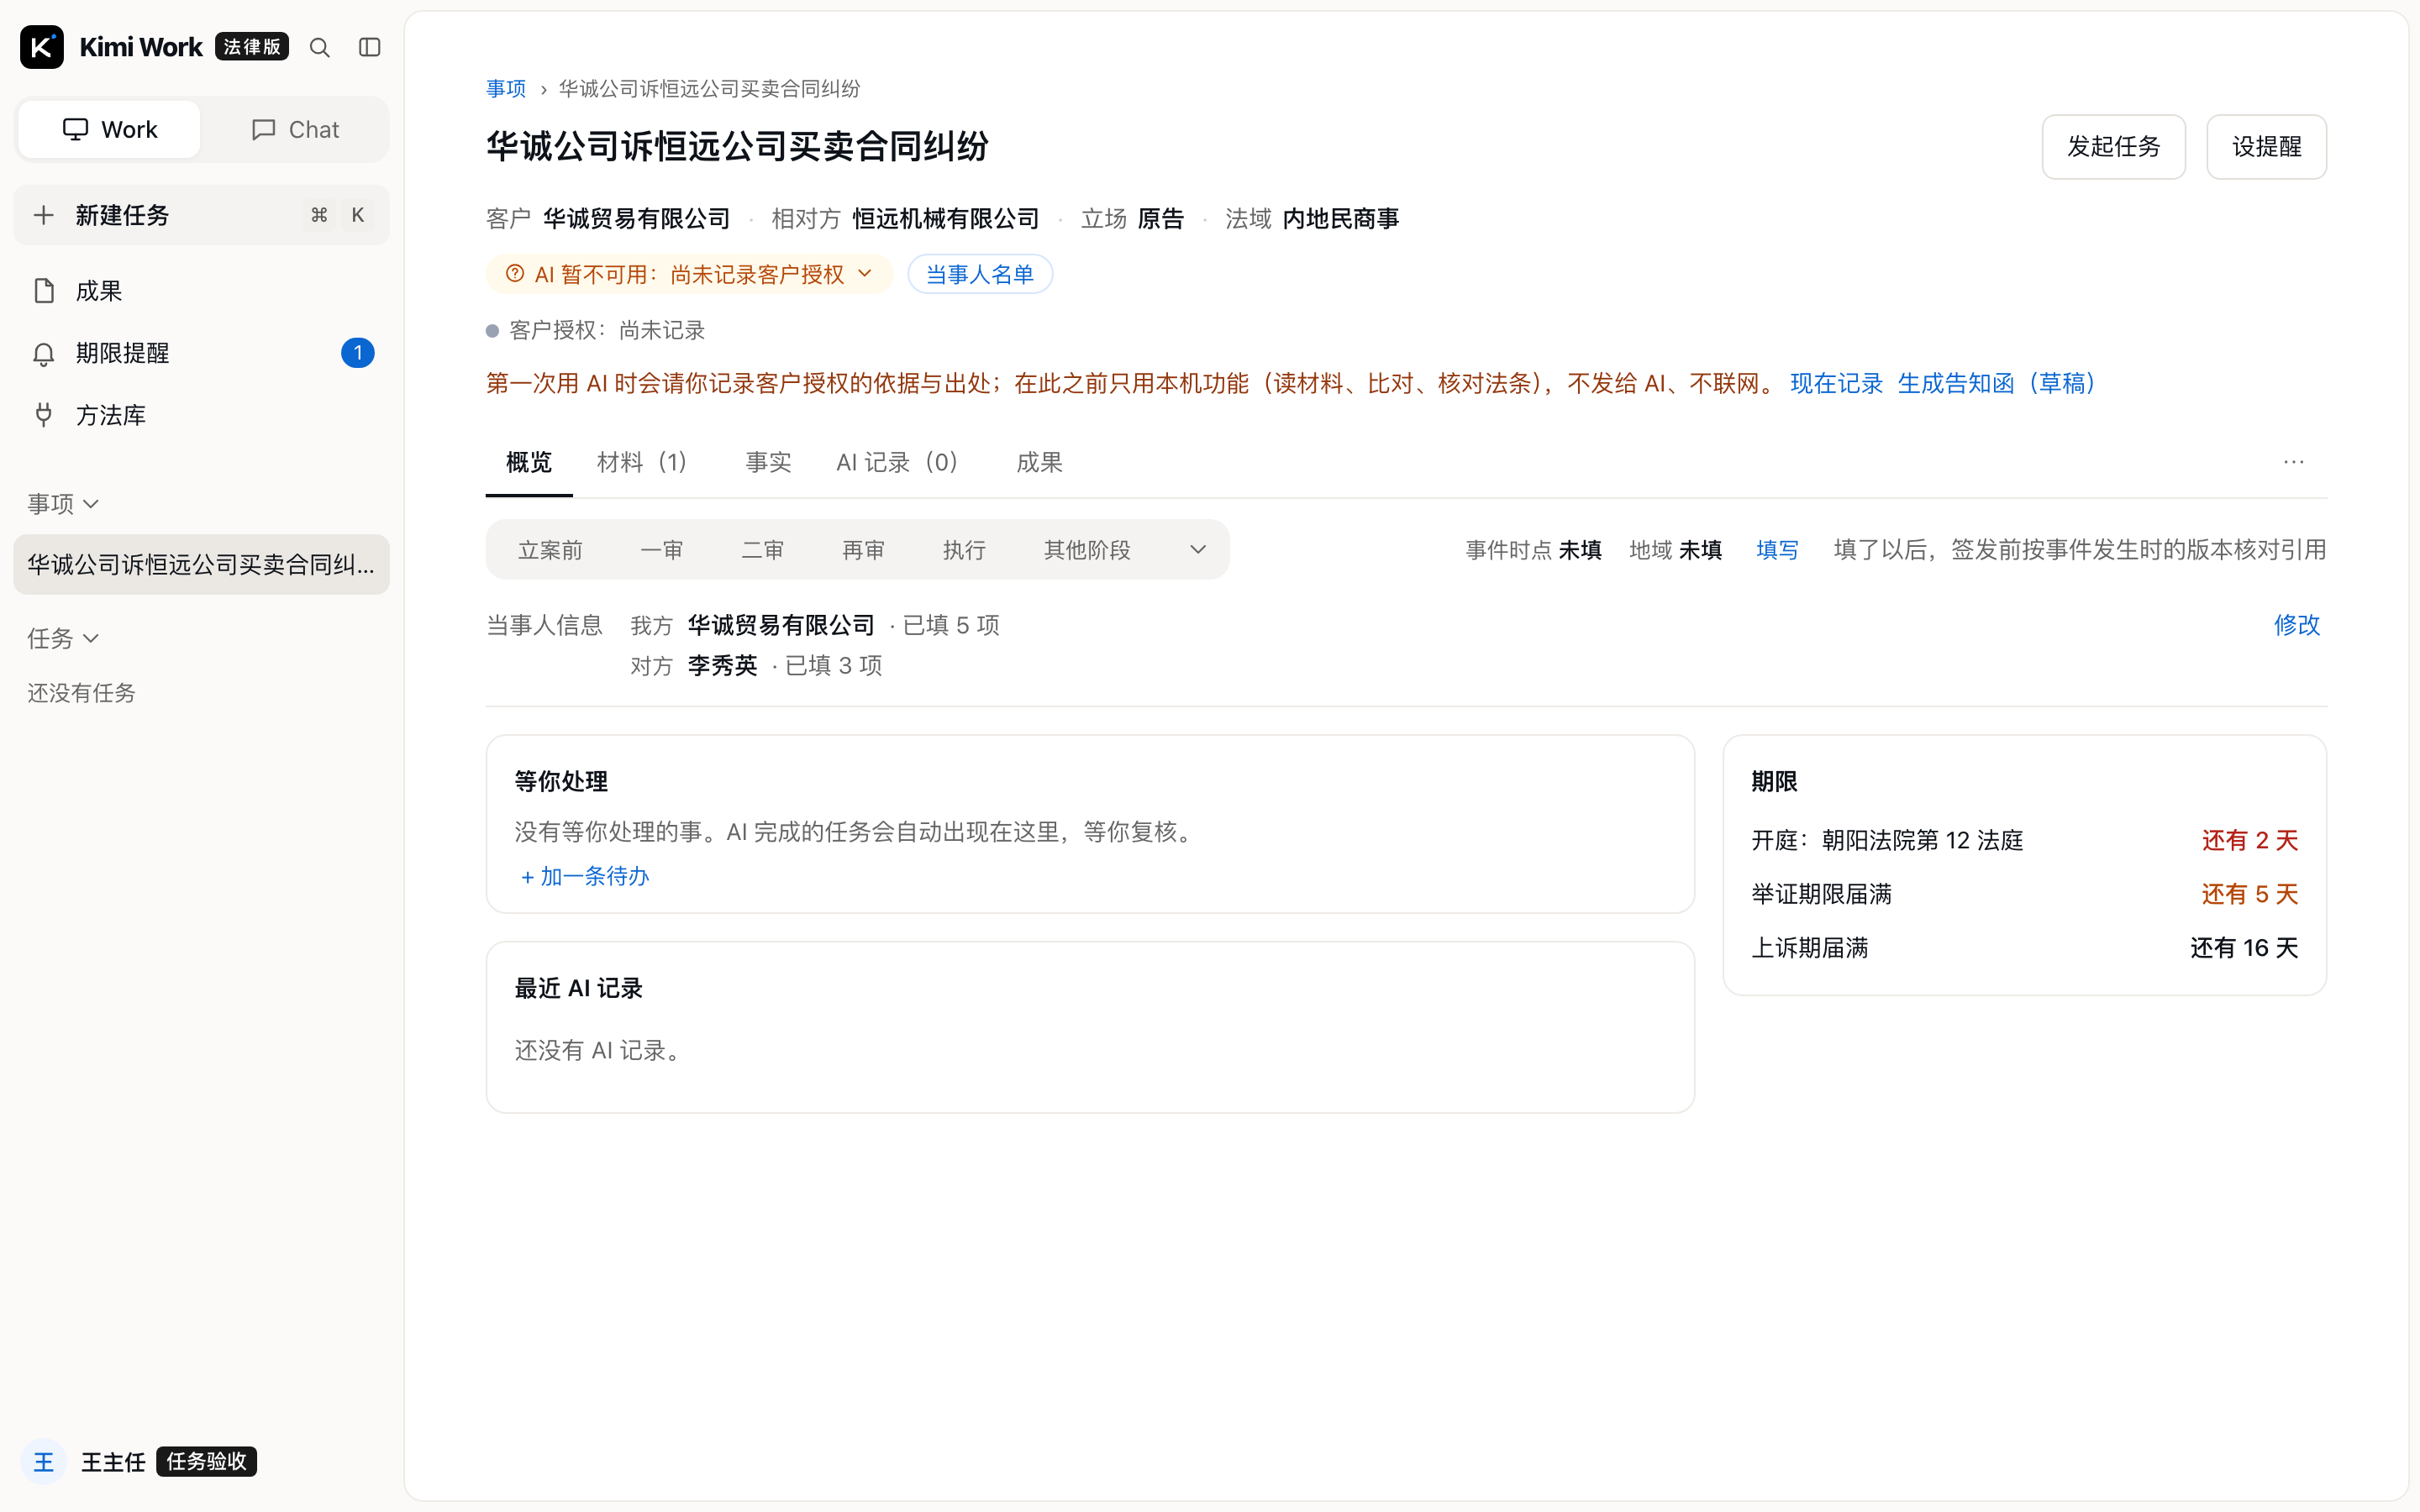 Kimi Work 法律版
Work
Chat
新建任务 ⌘ K
成果
期限提醒 1
方法库
事项
华诚公司诉恒远公司买卖合同纠...
任务
还没有任务
王 王主任 任务验收
事项 › 华诚公司诉恒远公司买卖合同纠纷
华诚公司诉恒远公司买卖合同纠纷
发起任务 设提醒
客户 华诚贸易有限公司 · 相对方 恒远机械有限公司 · 立场 原告 · 法域 内地民商事
AI 暂不可用：尚未记录客户授权 当事人名单
客户授权：尚未记录
第一次用 AI 时会请你记录客户授权的依据与出处；在此之前只用本机功能（读材料、比对、核对法条），不发给 AI、不联网。 现在记录 生成告知函（草稿）
概览 材料（1） 事实 AI 记录（0） 成果 ···
立案前 一审 二审 再审 执行 其他阶段
事件时点 未填 地域 未填 填写 填了以后，签发前按事件发生时的版本核对引用
当事人信息 我方 华诚贸易有限公司 · 已填 5 项 修改
对方 李秀英 · 已填 3 项
等你处理
没有等你处理的事。AI 完成的任务会自动出现在这里，等你复核。
+ 加一条待办
最近 AI 记录
还没有 AI 记录。
期限
开庭：朝阳法院第 12 法庭 还有 2 天
举证期限届满 还有 5 天
上诉期届满 还有 16 天